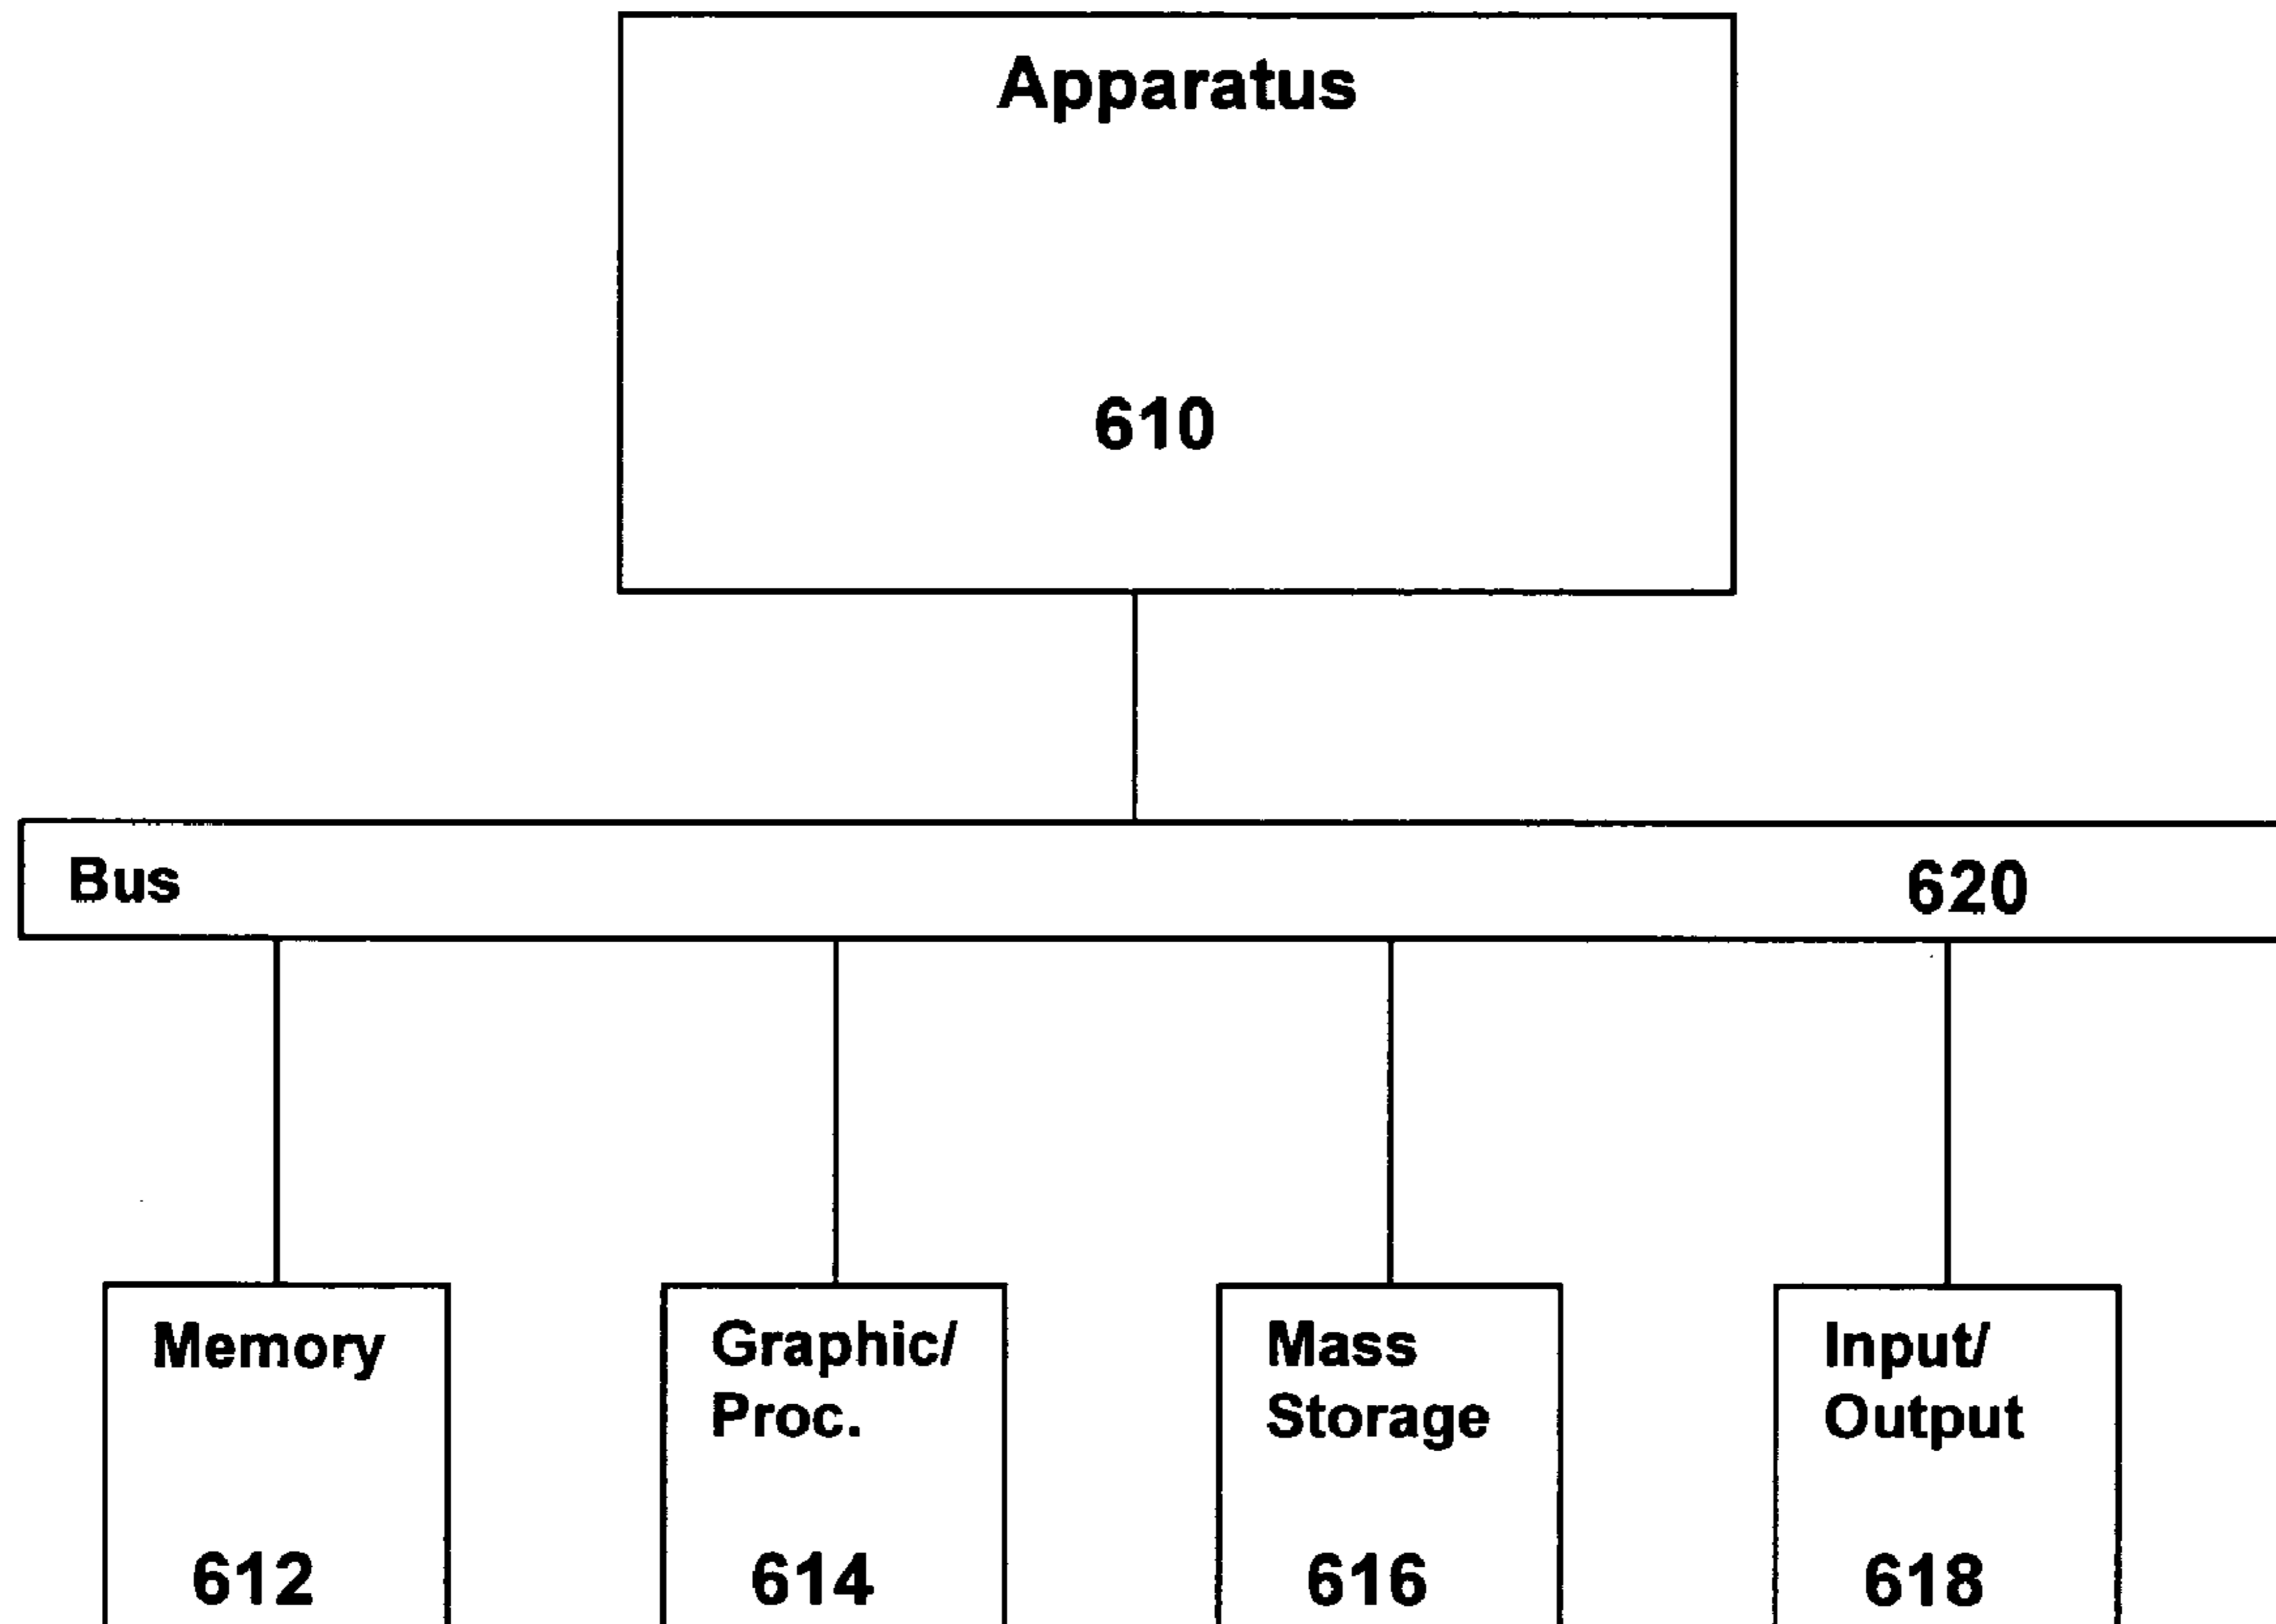 Apparatus
610
Bus 620
Memory
612
Graphic/
Proc.
614
Mass
Storage
616
Input/
Output
618